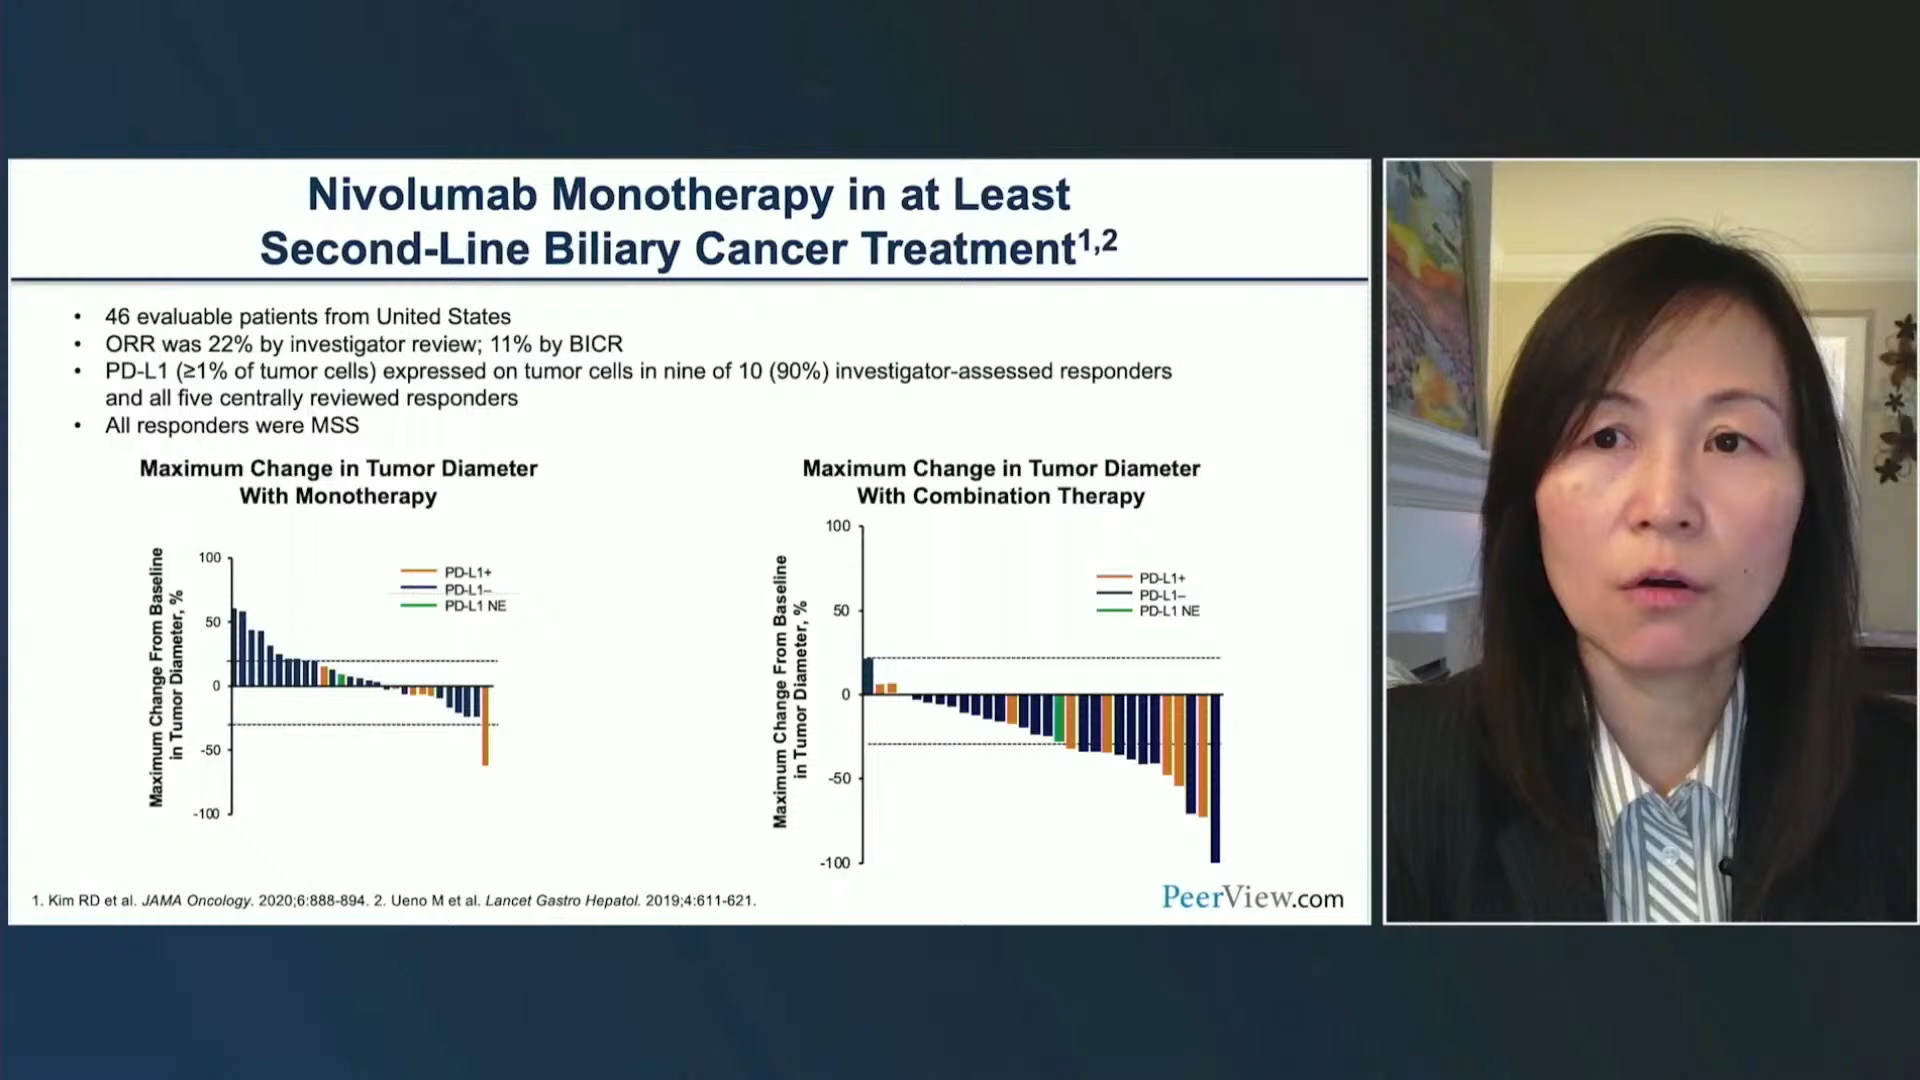 Nivolumab Monotherapy in at Least
Second-Line Biliary Cancer Treatment1,2
• 46 evaluable patients from United States
• ORR was 22% by investigator review; 11% by BICR
• PD-L1 (≥1% of tumor cells) expressed on tumor cells in nine of 10 (90%) investigator-assessed responders
and all five centrally reviewed responders
• All responders were MSS
Maximum Change in Tumor Diameter
With Monotherapy
Maximum Change From Baseline
in Tumor Diameter, %
100
50
0
-50
-100
PD-L1+
PD-L1–
PD-L1 NE
Maximum Change in Tumor Diameter
With Combination Therapy
Maximum Change From Baseline
in Tumor Diameter, %
100
50
0
-50
-100
PD-L1+
PD-L1–
PD-L1 NE
1. Kim RD et al. JAMA Oncology. 2020;6:888-894. 2. Ueno M et al. Lancet Gastro Hepatol. 2019;4:611-621.
PeerView.com